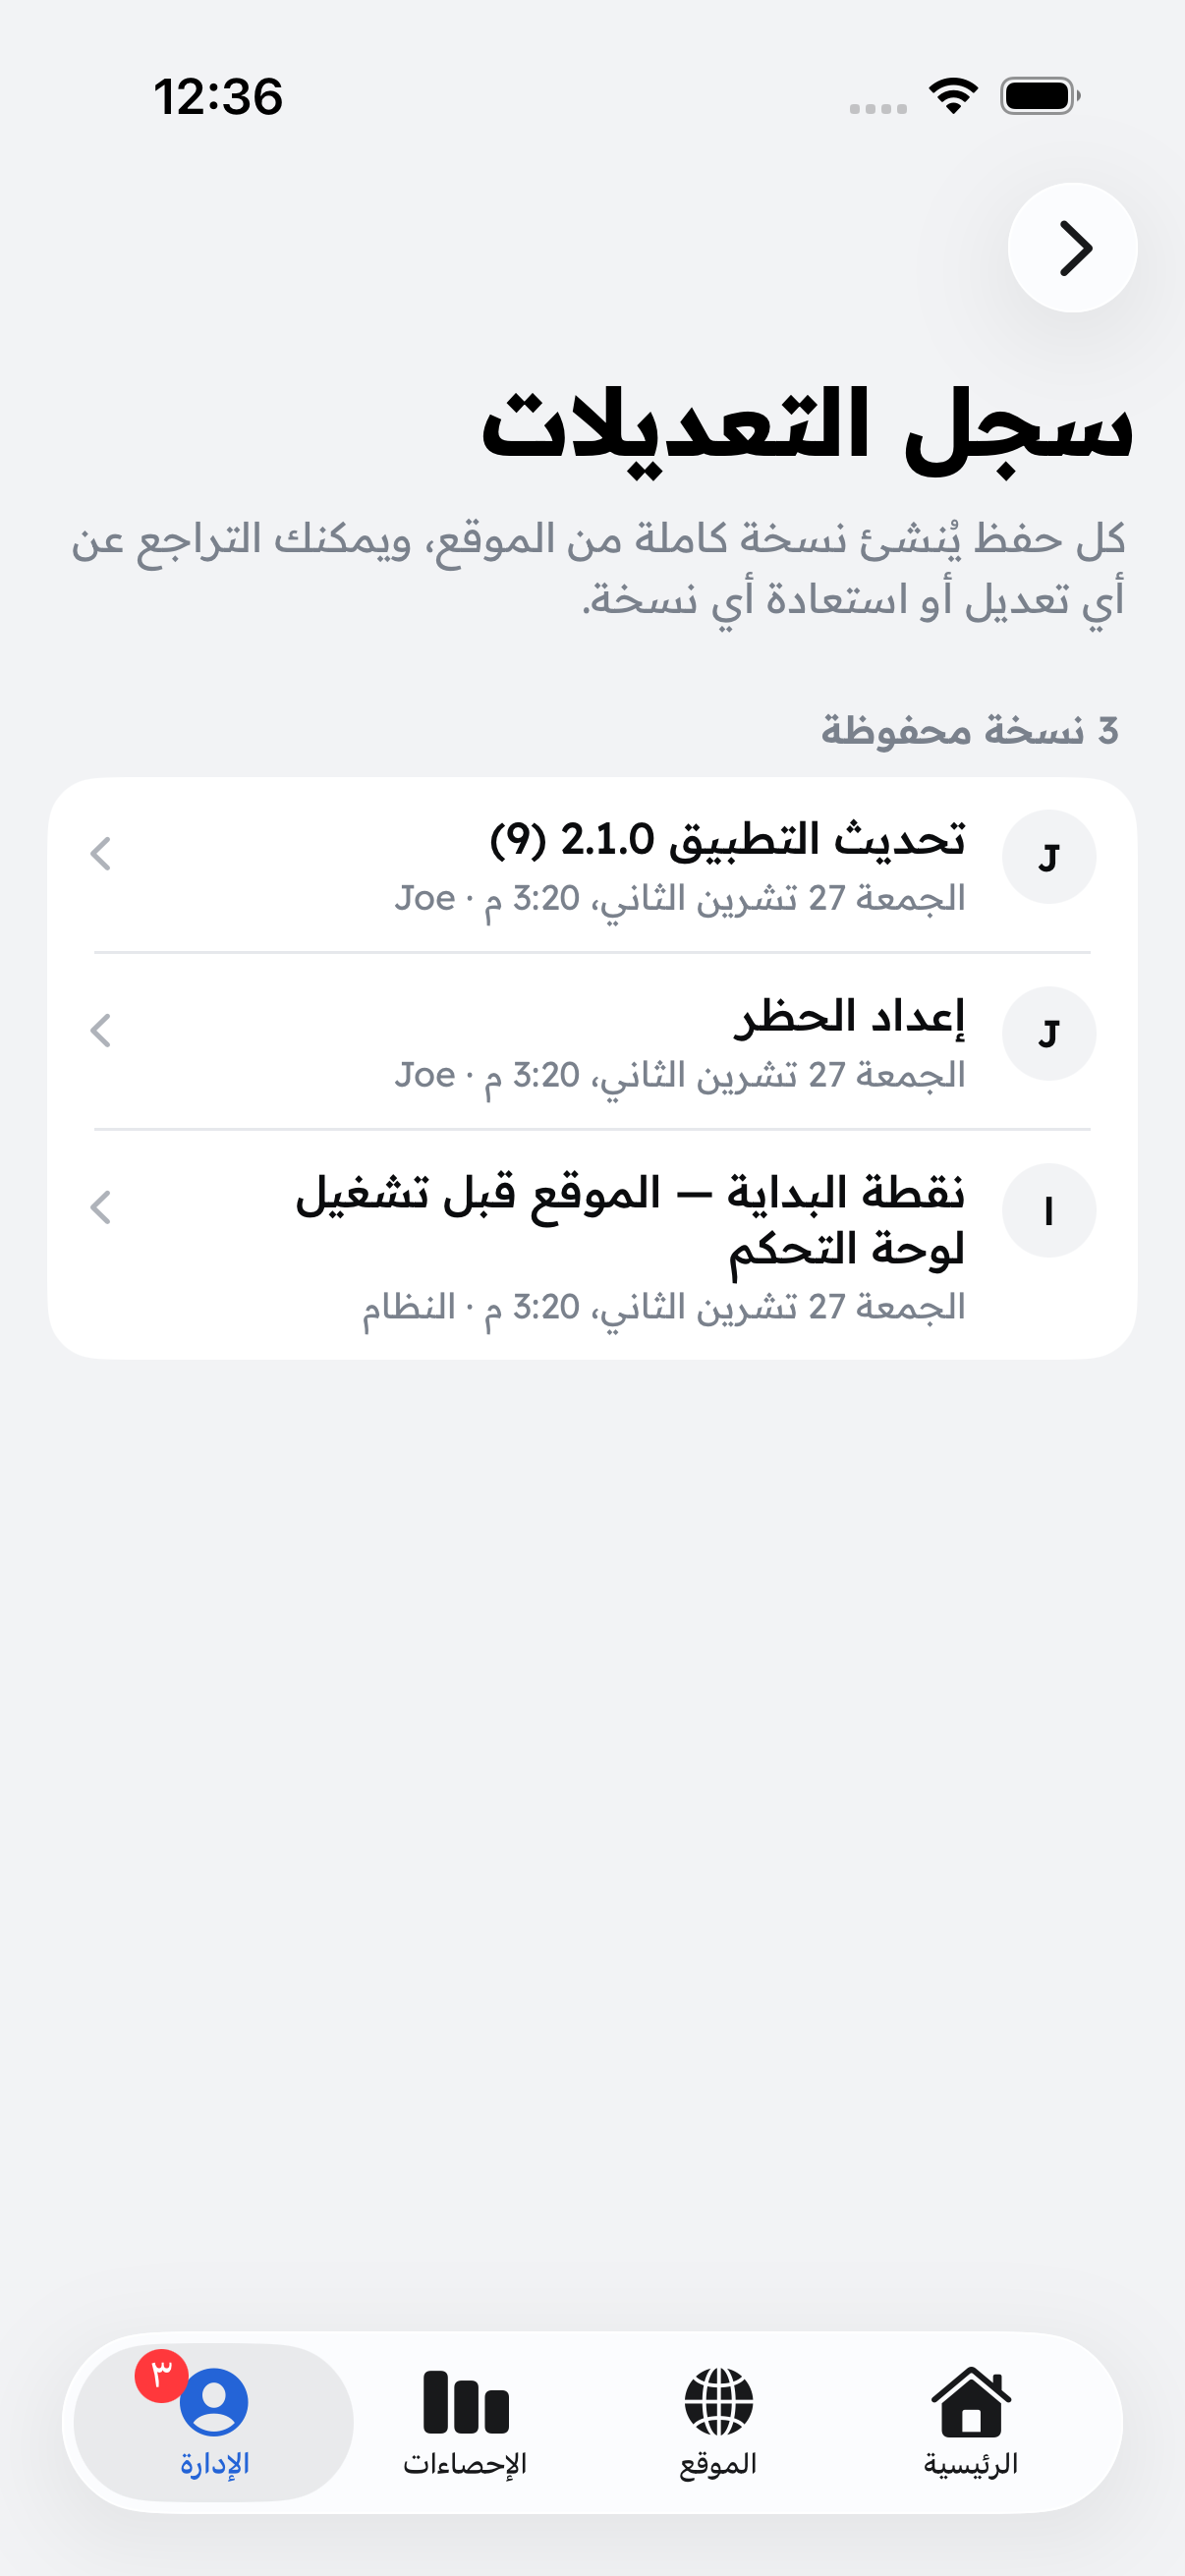 12:36
سجل التعديلات
كل حفظ يُنشئ نسخة كاملة من الموقع، ويمكنك التراجع عن
أي تعديل أو استعادة أي نسخة.
3 نسخة محفوظة
J
تحديث التطبيق 2.1.0 (9)
الجمعة 27 تشرين الثاني، 3:20 م · Joe
J
إعداد الحظر
الجمعة 27 تشرين الثاني، 3:20 م · Joe
ا
نقطة البداية — الموقع قبل تشغيل
لوحة التحكم
الجمعة 27 تشرين الثاني، 3:20 م · النظام
الرئيسية
الموقع
الإحصاءات
٣
الإدارة